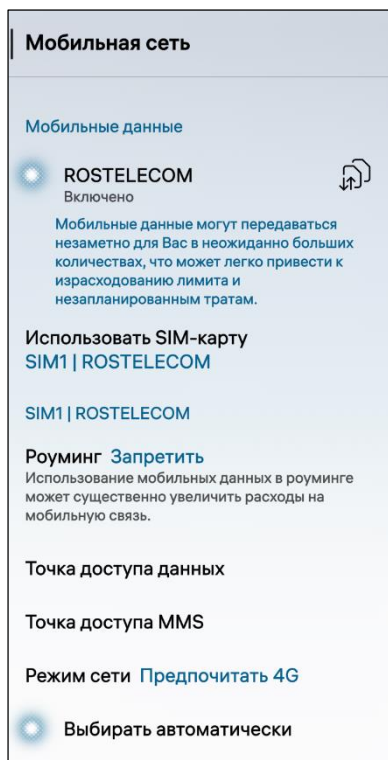 Мобильная сеть
Мобильные данные
ROSTELECOM
Включено
Мобильные данные могут передаваться
незаметно для Вас в неожиданно больших
количествах, что может легко привести к
израсходованию лимита и
незапланированным тратам.
Использовать SIM-карту
SIM1 | ROSTELECOM
SIM1 | ROSTELECOM
Роуминг Запретить
Использование мобильных данных в роуминге
может существенно увеличить расходы на
мобильную связь.
Точка доступа данных
Точка доступа MMS
Режим сети Предпочитать 4G
Выбирать автоматически